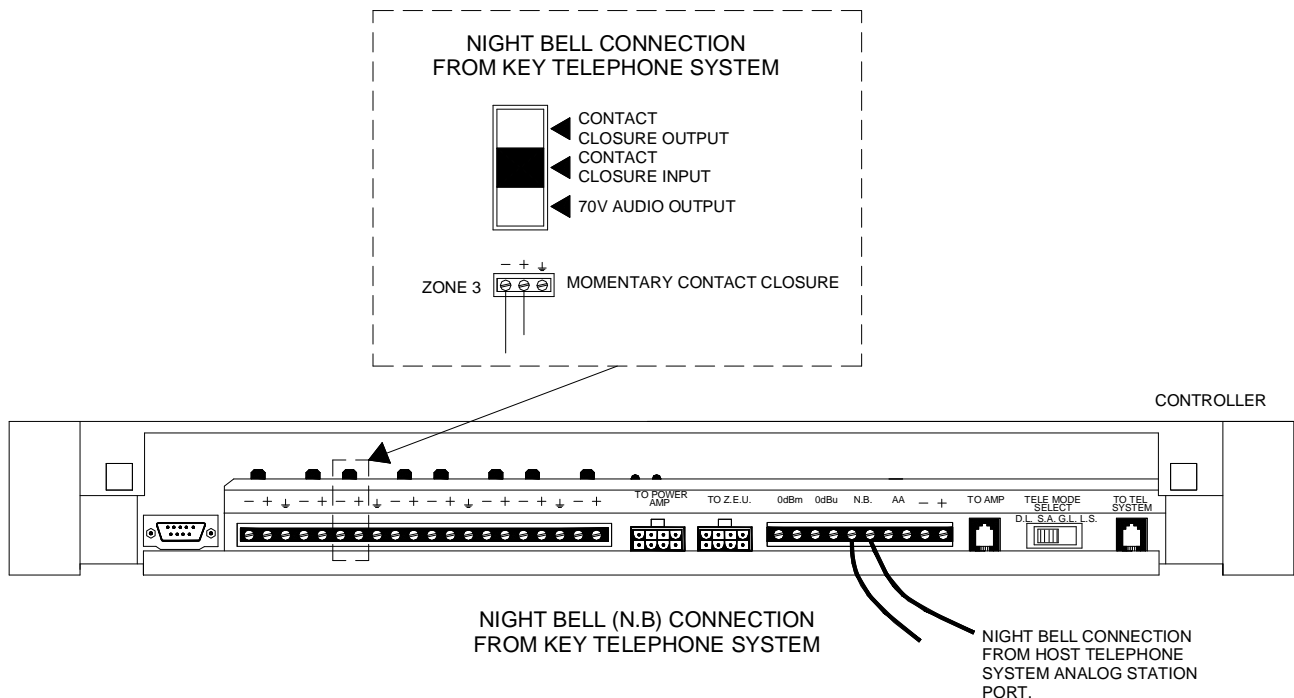 NIGHT BELL CONNECTION
FROM KEY TELEPHONE SYSTEM
CONTACT
CLOSURE OUTPUT
CONTACT
CLOSURE INPUT
70V AUDIO OUTPUT
− + ⏚
ZONE 3
MOMENTARY CONTACT CLOSURE
CONTROLLER
− + ⏚ − + − + ⏚ − + − + ⏚ − + − + ⏚ − +
TO POWER
AMP
TO Z.E.U.
0dBm 0dBu N.B. AA − +
TO AMP
TELE MODE
SELECT
D.L. S.A. G.L. L.S.
TO TEL
SYSTEM
NIGHT BELL (N.B) CONNECTION
FROM KEY TELEPHONE SYSTEM
NIGHT BELL CONNECTION
FROM HOST TELEPHONE
SYSTEM ANALOG STATION
PORT.